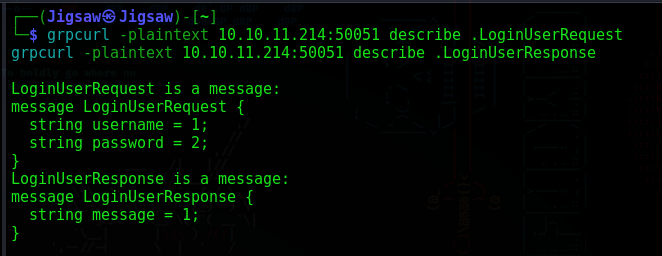 ┌──(Jigsaw㉿Jigsaw)-[~]
└─$ grpcurl -plaintext 10.10.11.214:50051 describe .LoginUserRequest
grpcurl -plaintext 10.10.11.214:50051 describe .LoginUserResponse
LoginUserRequest is a message:
message LoginUserRequest {
  string username = 1;
  string password = 2;
}
LoginUserResponse is a message:
message LoginUserResponse {
  string message = 1;
}